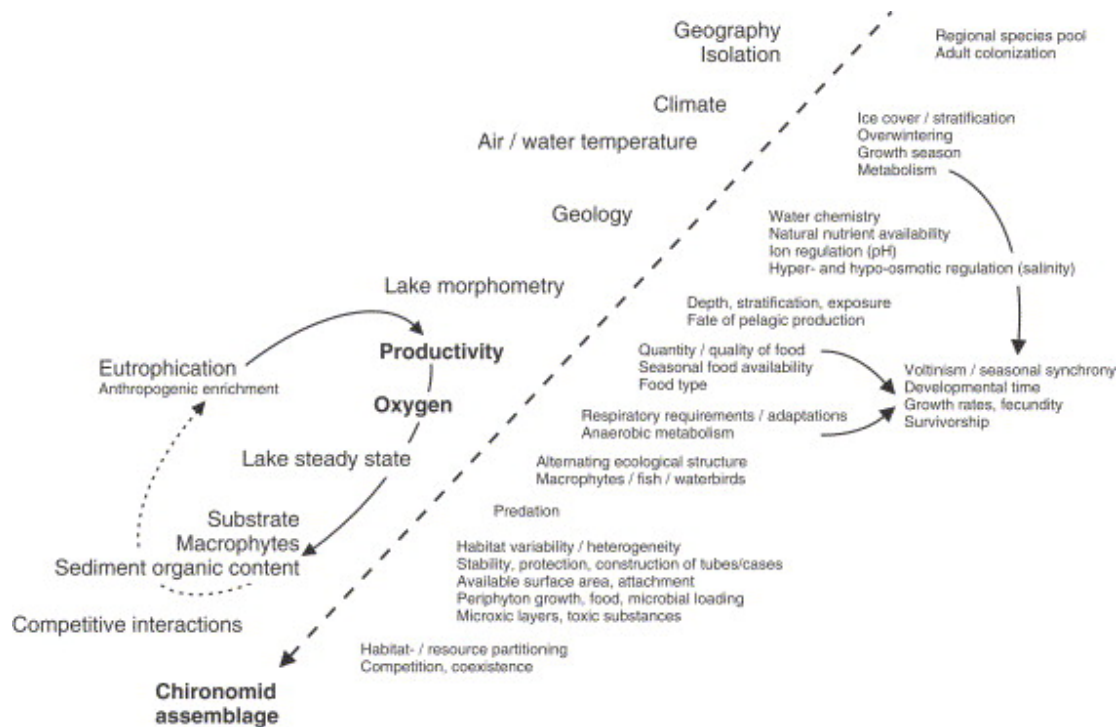 Geography
Isolation
Regional species pool
Adult colonization
Climate
Air / water temperature
Ice cover / stratification
Overwintering
Growth season
Metabolism
Geology
Water chemistry
Natural nutrient availability
Ion regulation (pH)
Hyper- and hypo-osmotic regulation (salinity)
Lake morphometry
Depth, stratification, exposure
Fate of pelagic production
Productivity
Eutrophication
Anthropogenic enrichment
Quantity / quality of food
Seasonal food availability
Food type
Voltinism / seasonal synchrony
Developmental time
Growth rates, fecundity
Survivorship
Oxygen
Respiratory requirements / adaptations
Anaerobic metabolism
Lake steady state
Alternating ecological structure
Macrophytes / fish / waterbirds
Predation
Substrate
Macrophytes
Sediment organic content
Habitat variability / heterogeneity
Stability, protection, construction of tubes/cases
Available surface area, attachment
Periphyton growth, food, microbial loading
Microxic layers, toxic substances
Competitive interactions
Habitat- / resource partitioning
Competition, coexistence
Chironomid
assemblage